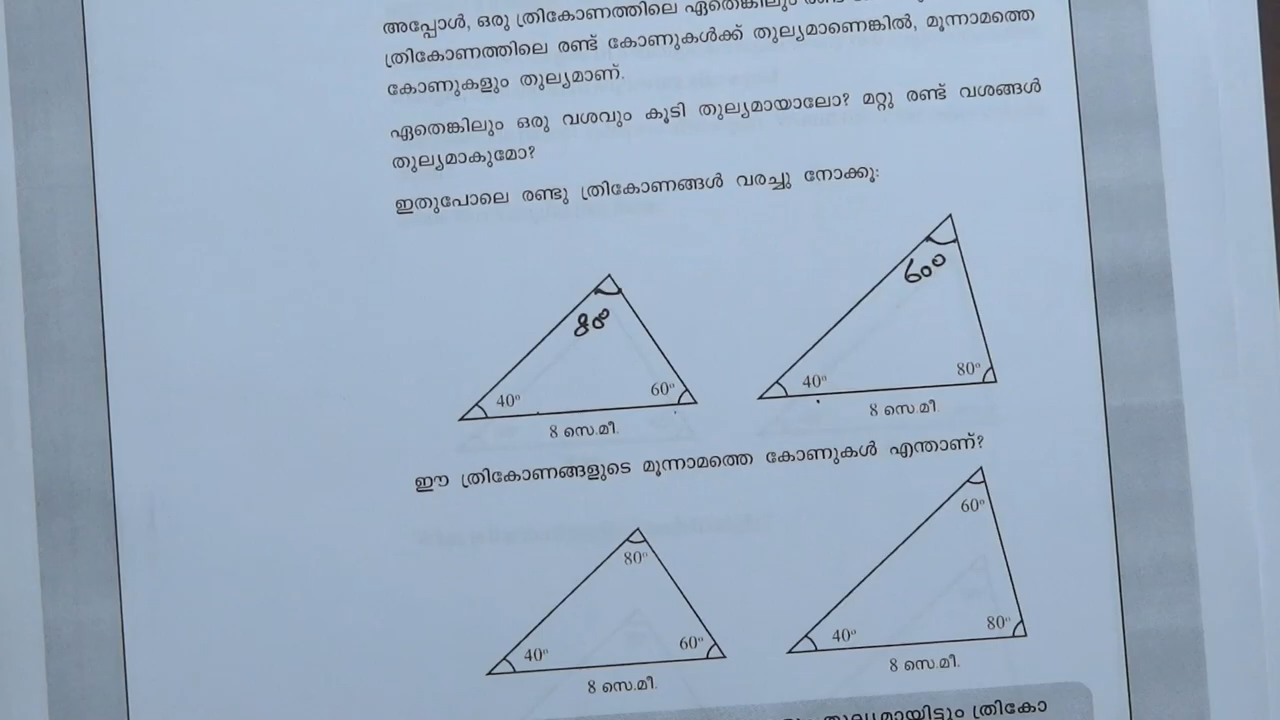 അപ്പോൾ, ഒരു ത്രികോണത്തിലെ ഏതെങ്കിലും
ത്രികോണത്തിലെ രണ്ട് കോണുകൾക്ക് തുല്യമാണെങ്കിൽ, മൂന്നാമത്തെ
കോണുകളും തുല്യമാണ്.
ഏതെങ്കിലും ഒരു വശവും കൂടി തുല്യമായാലോ? മറ്റു രണ്ട് വശങ്ങൾ
തുല്യമാകുമോ?
ഇതുപോലെ രണ്ടു ത്രികോണങ്ങൾ വരച്ചു നോക്കൂ:
80°
40°
60°
8 സെ.മീ.
60°
40°
80°
8 സെ.മീ.
ഈ ത്രികോണങ്ങളുടെ മൂന്നാമത്തെ കോണുകൾ എന്താണ്?
80°
40°
60°
8 സെ.മീ.
60°
40°
80°
8 സെ.മീ.
തുല്യമായിട്ടും ത്രികോ